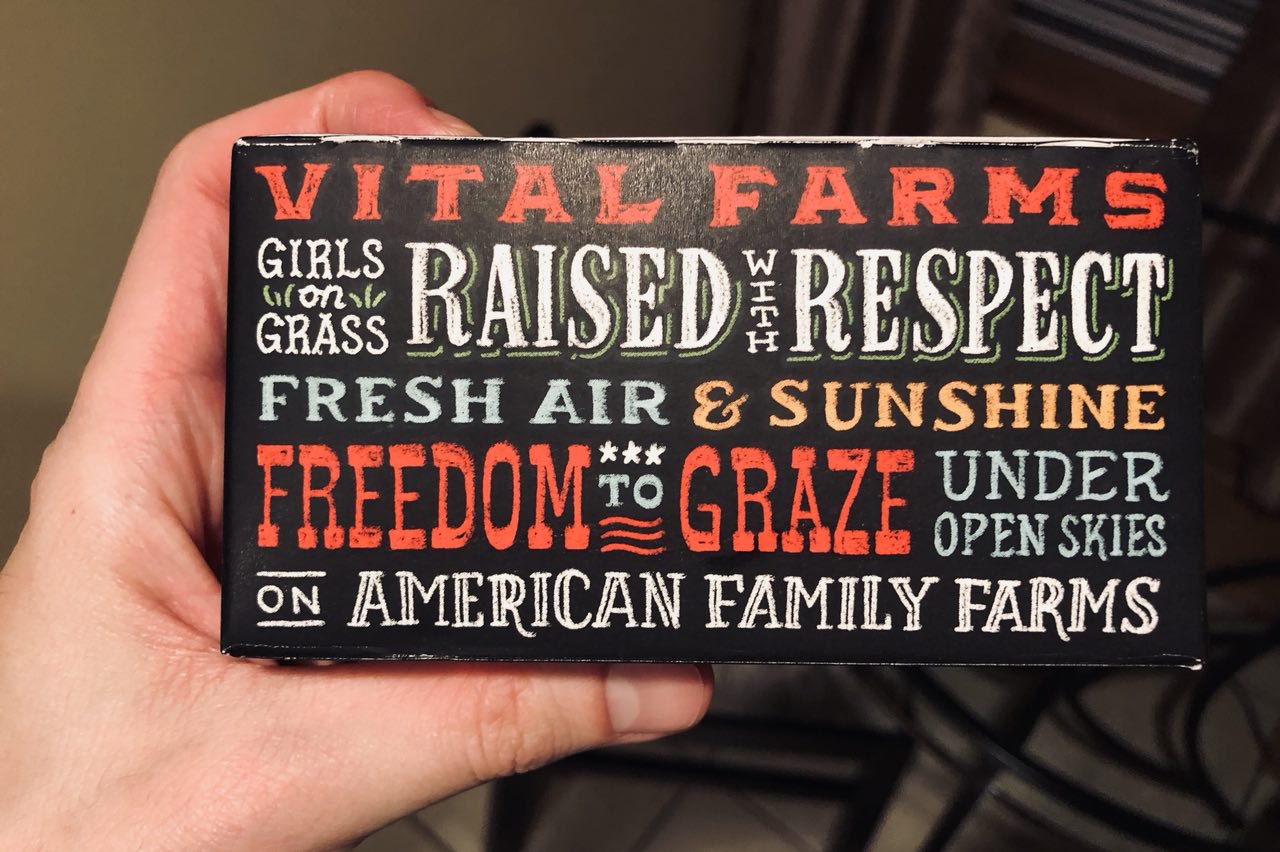 VITAL FARMS
GIRLS on GRASS RAISED WITH RESPECT
FRESH AIR & SUNSHINE
FREEDOM *** TO GRAZE UNDER OPEN SKIES
ON AMERICAN FAMILY FARMS